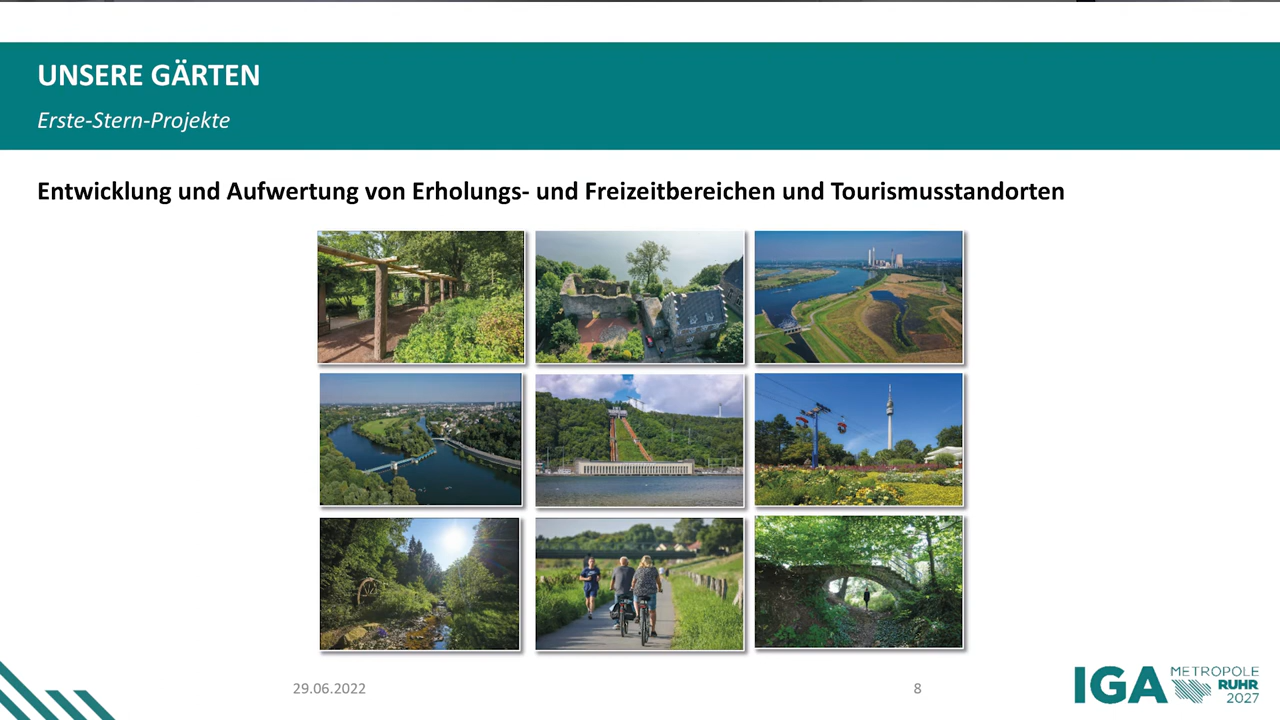 UNSERE GÄRTEN
Erste-Stern-Projekte
Entwicklung und Aufwertung von Erholungs- und Freizeitbereichen und Tourismusstandorten
29.06.2022
8
IGA METROPOLE
RUHR
2027